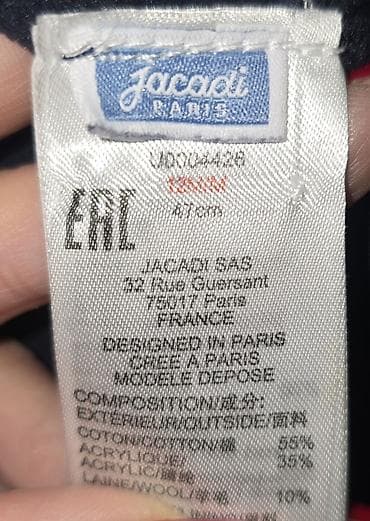 Jacadi
PARIS
U0004426
12M/M
47cm
EAC
JACADI SAS
32 Rue Guersant
75017 Paris
FRANCE
DESIGNED IN PARIS
CREE A PARIS
MODELE DEPOSE
COMPOSITION/成分:
EXTÉRIEUR/OUTSIDE/面料
COTON/COTTON/棉 55%
ACRYLIQUE/
ACRYLIC/腈纶 35%
LAINE/WOOL/羊毛 10%